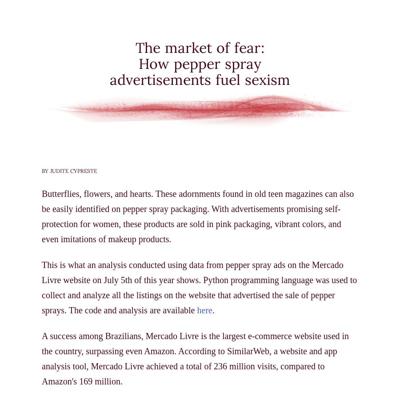 The market of fear:
How pepper spray
advertisements fuel sexism
BY JUDITE CYPRESTE
Butterflies, flowers, and hearts. These adornments found in old teen magazines can also
be easily identified on pepper spray packaging. With advertisements promising self-
protection for women, these products are sold in pink packaging, vibrant colors, and
even imitations of makeup products.
This is what an analysis conducted using data from pepper spray ads on the Mercado
Livre website on July 5th of this year shows. Python programming language was used to
collect and analyze all the listings on the website that advertised the sale of pepper
sprays. The code and analysis are available here.
A success among Brazilians, Mercado Livre is the largest e-commerce website used in
the country, surpassing even Amazon. According to SimilarWeb, a website and app
analysis tool, Mercado Livre achieved a total of 236 million visits, compared to
Amazon's 169 million.